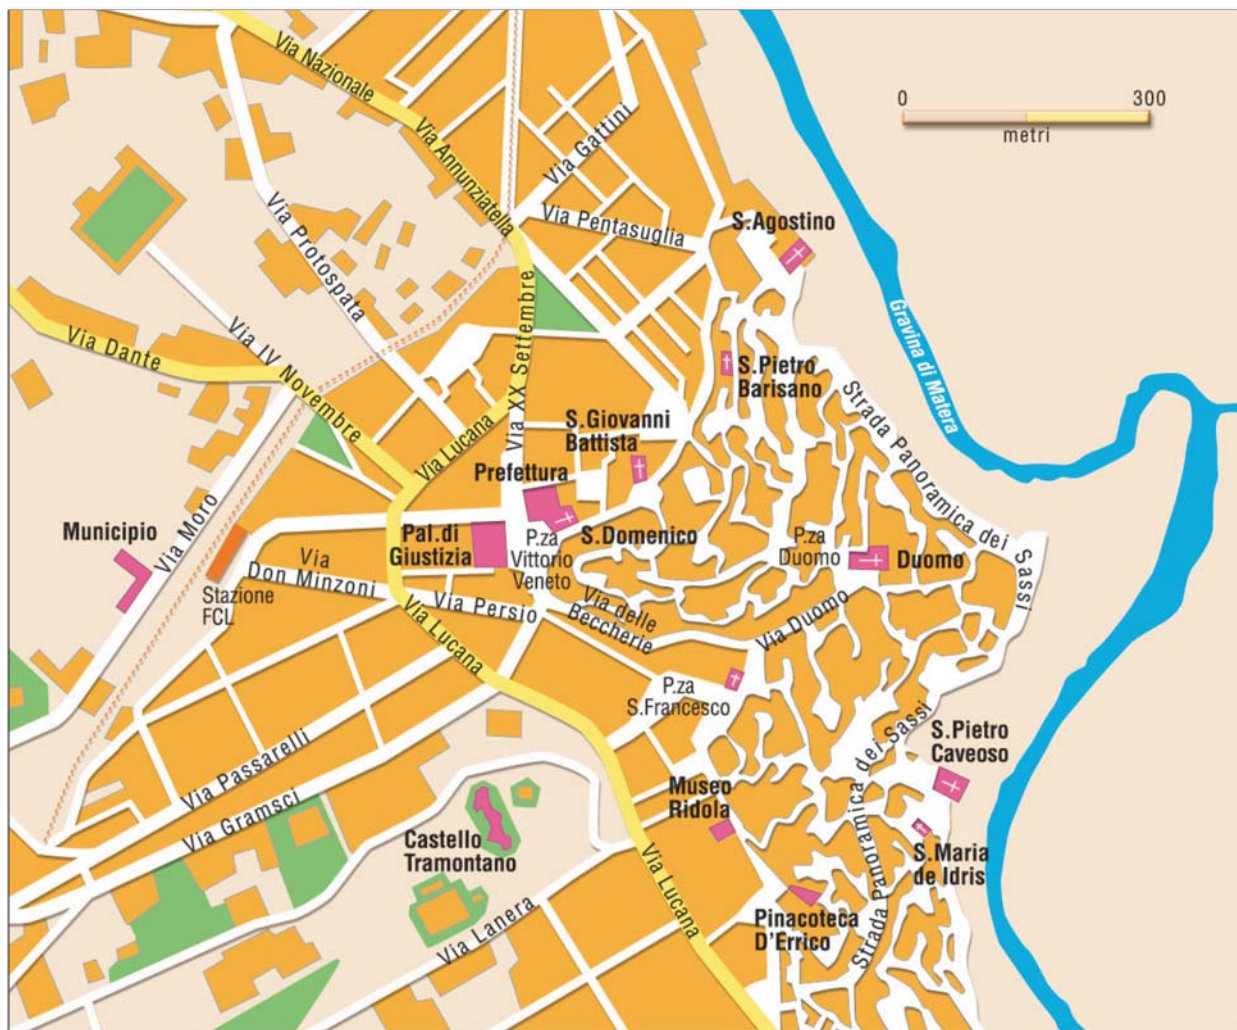 Via Nazionale
0 300
metri
Via Annunziatella
Via Gattini
Via Pentasuglia
S.Agostino
Via Protospata
Via XX Settembre
Gravina di Matera
Via Dante
Via IV Novembre
S.Pietro
Barisano
Strada Panoramica dei Sassi
S.Giovanni
Battista
Via Lucana
Prefettura
Municipio
Via Moro
Pal.di
Giustizia
P.za
Vittorio
Veneto
S.Domenico
P.za
Duomo
Duomo
Via
Don Minzoni
Stazione
FCL
Via Persio
Via delle
Beccherie
Via Duomo
Via Lucana
P.za
S.Francesco
S.Pietro
Caveoso
Via Passarelli
Via Gramsci
Museo
Ridola
Castello
Tramontano
Strada Panoramica dei Sassi
S.Maria
de Idris
Via Lucana
Via Lanera
Pinacoteca
D'Errico